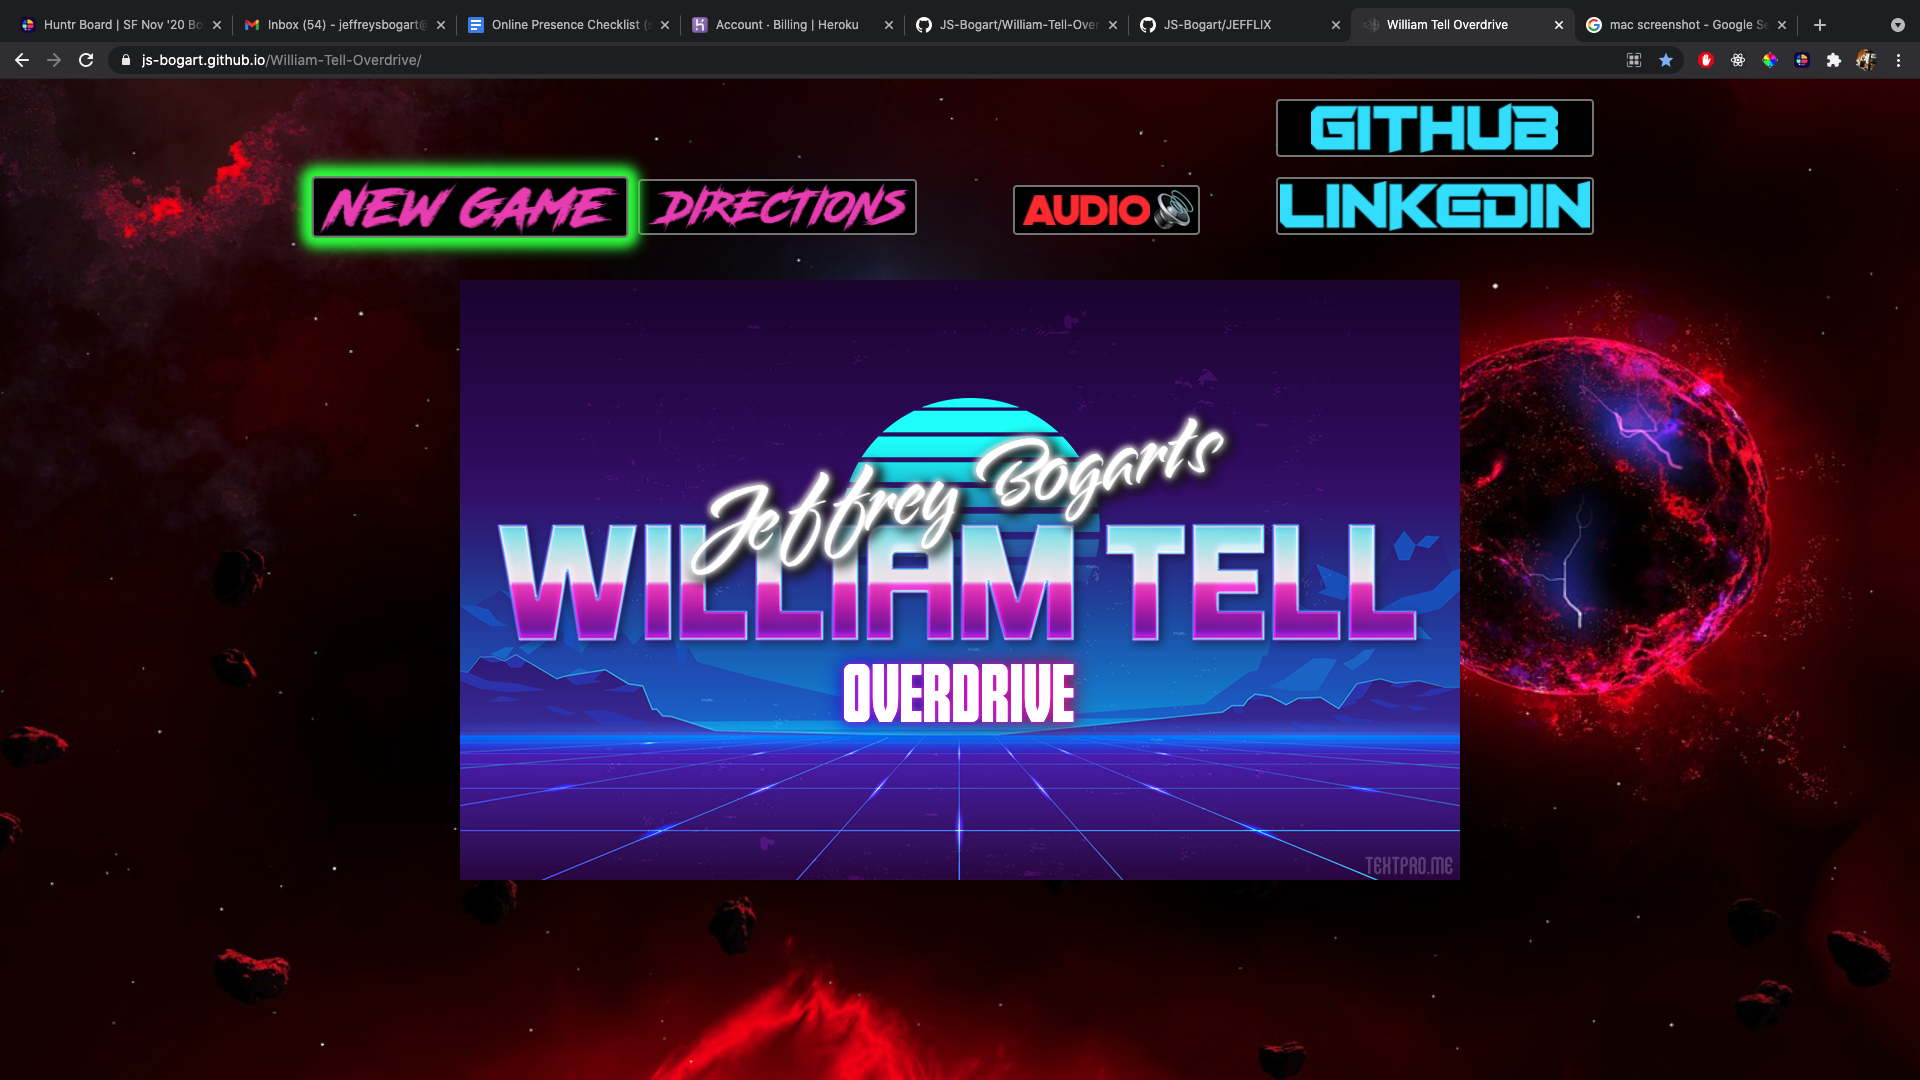 Huntr Board | SF Nov '20 Bo
Inbox (54) - jeffreysbogart@
Online Presence Checklist (s
Account · Billing | Heroku
JS-Bogart/William-Tell-Over
JS-Bogart/JEFFLIX
William Tell Overdrive
mac screenshot - Google Se
js-bogart.github.io/William-Tell-Overdrive/
GITHUB
NEW GAME
DIRECTIONS
AUDIO
LINKEDIN
Jeffrey Bogarts
WILLIAM TELL
OVERDRIVE
TEXTPRO.ME